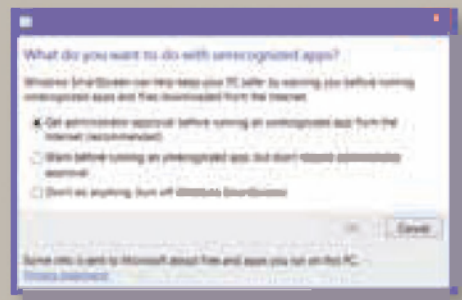 What do you want to do with unrecognized apps?
Windows SmartScreen can help keep your PC safer by warning you before running
unrecognized apps and files downloaded from the Internet.
Get administrator approval before running an unrecognized app from the
Internet (recommended)
Warn before running an unrecognized app, but don't require administrator
approval
Don't do anything (turn off Windows SmartScreen)
OK
Cancel
Some info is sent to Microsoft about files and apps you run on this PC.
Privacy statement